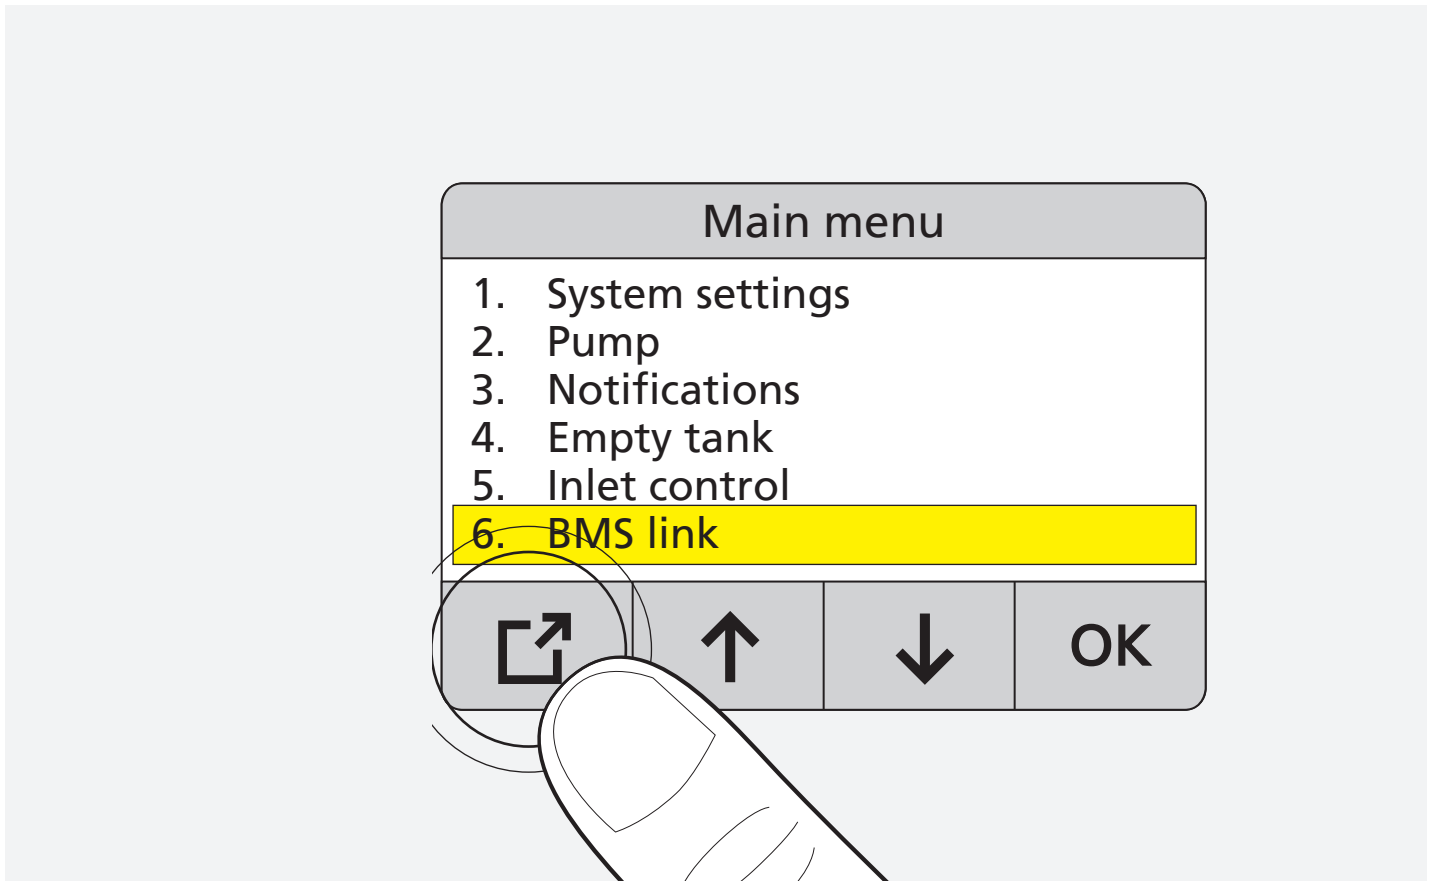 Main menu
1. System settings
2. Pump
3. Notifications
4. Empty tank
5. Inlet control
6. BMS link
OK